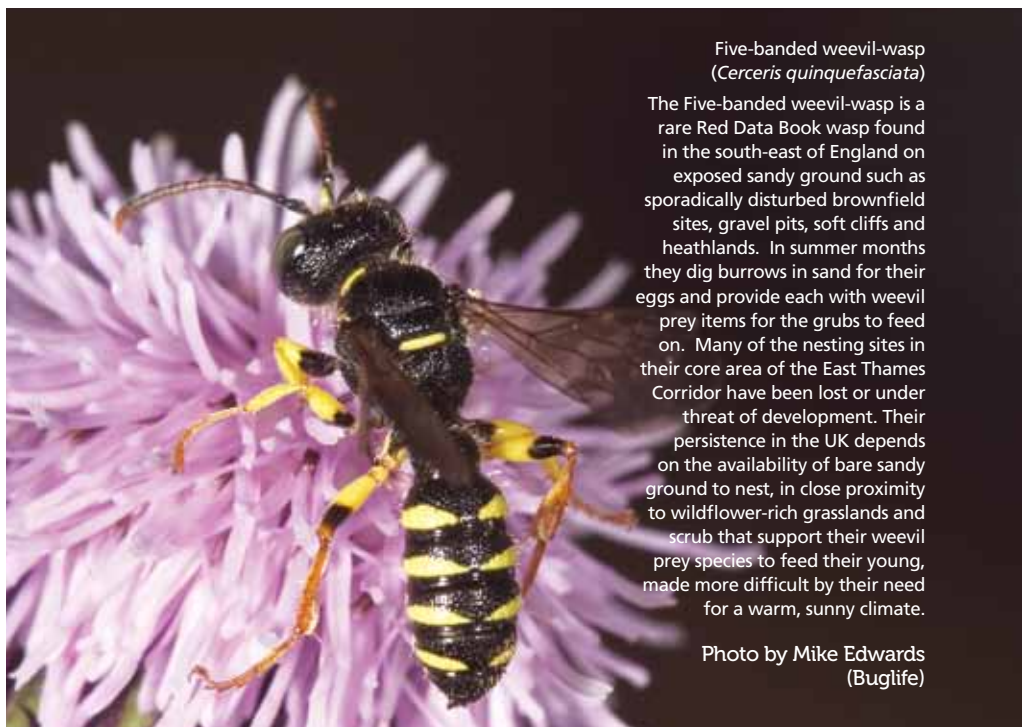 Five-banded weevil-wasp
(Cerceris quinquefasciata)
The Five-banded weevil-wasp is a
rare Red Data Book wasp found
in the south-east of England on
exposed sandy ground such as
sporadically disturbed brownfield
sites, gravel pits, soft cliffs and
heathlands. In summer months
they dig burrows in sand for their
eggs and provide each with weevil
prey items for the grubs to feed
on. Many of the nesting sites in
their core area of the East Thames
Corridor have been lost or under
threat of development. Their
persistence in the UK depends
on the availability of bare sandy
ground to nest, in close proximity
to wildflower-rich grasslands and
scrub that support their weevil
prey species to feed their young,
made more difficult by their need
for a warm, sunny climate.
Photo by Mike Edwards
(Buglife)